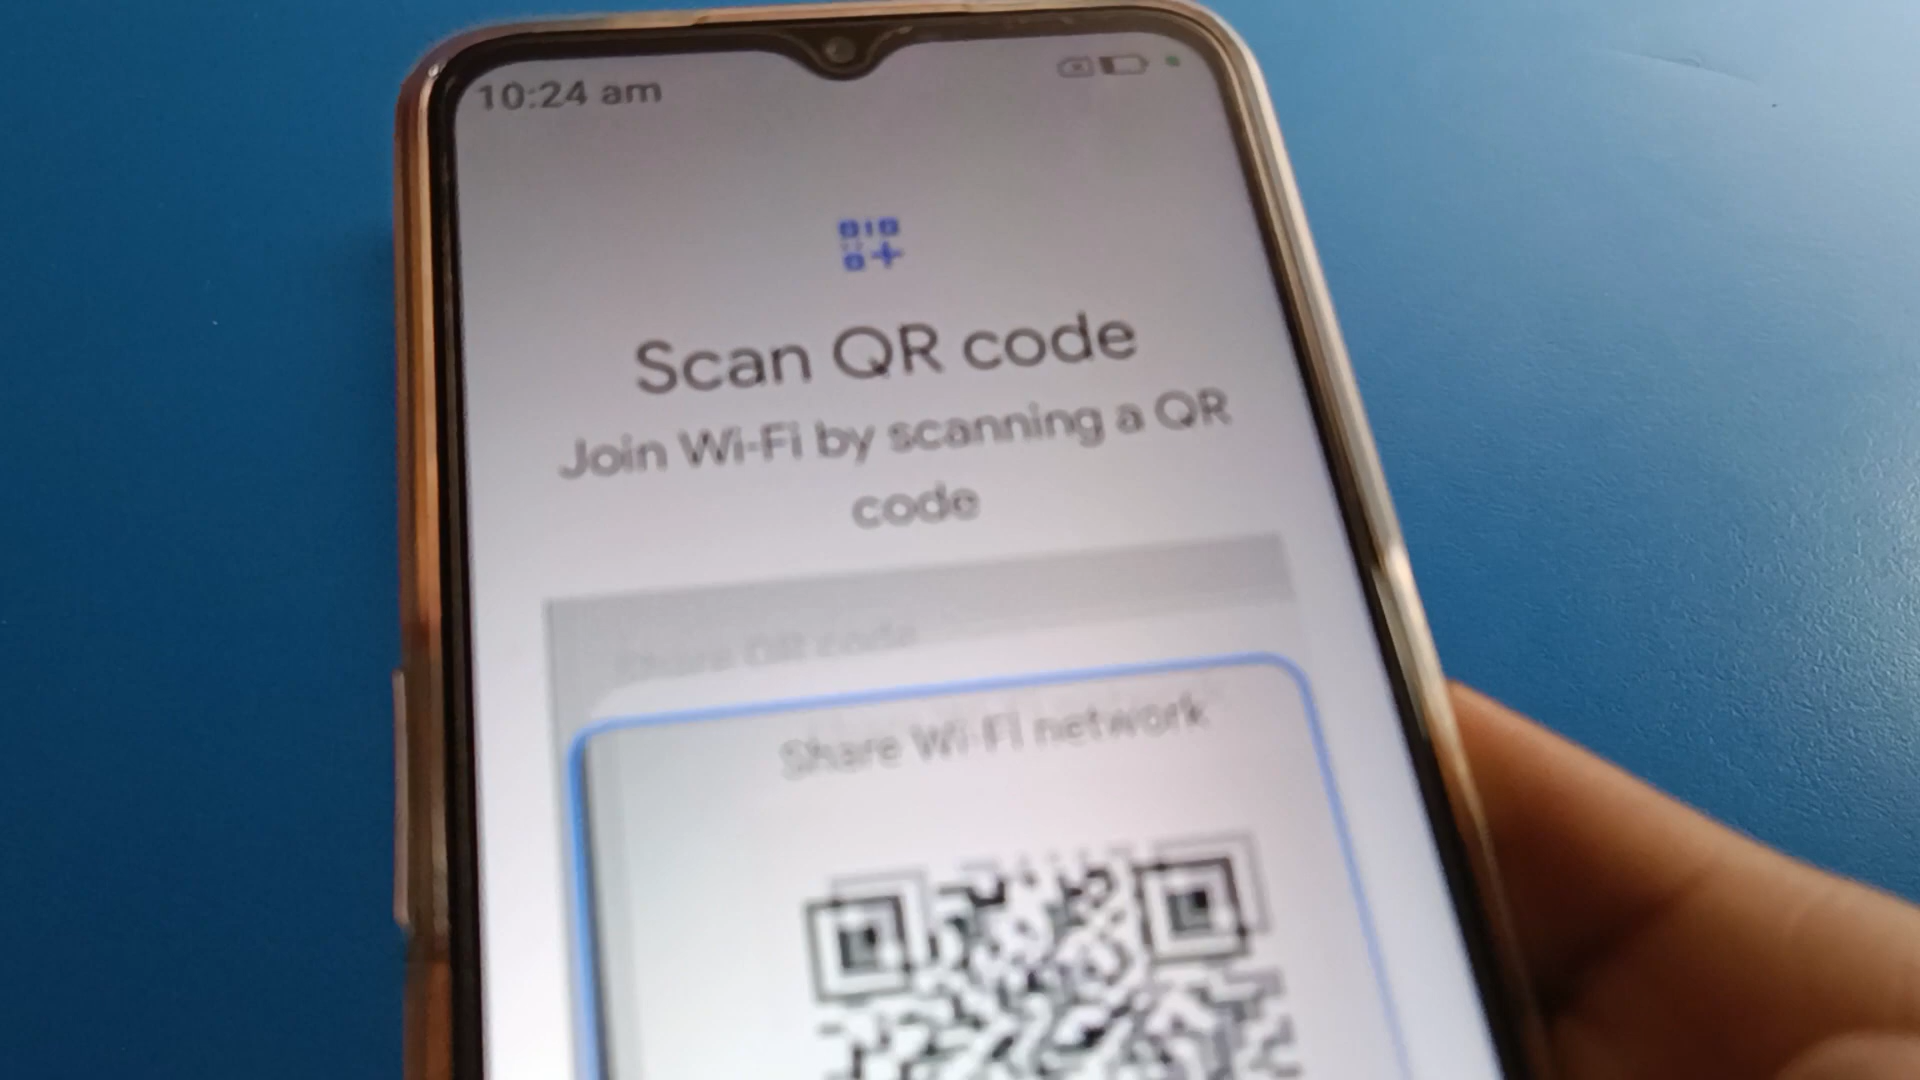 10:24 am
Scan QR code
Join Wi-Fi by scanning a QR
code
Share QR code
Share Wi-Fi network